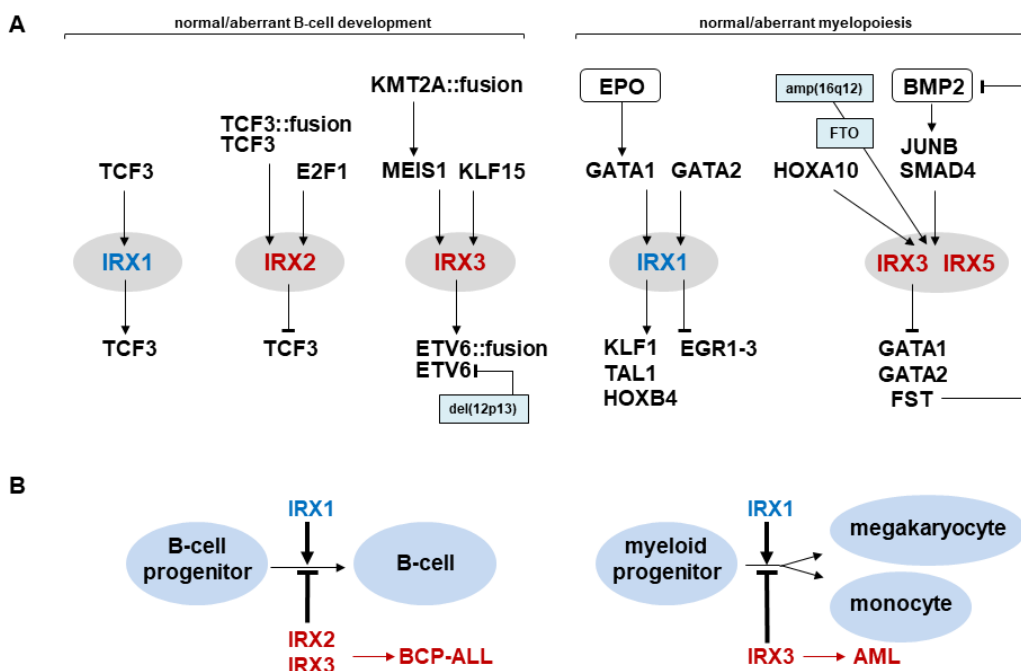 A
normal/aberrant B-cell development
normal/aberrant myelopoiesis
KMT2A::fusion
EPO
amp(16q12)
BMP2
TCF3::fusion
TCF3
FTO
JUNB
TCF3
E2F1
MEIS1
KLF15
GATA1
GATA2
HOXA10
SMAD4
IRX1
IRX2
IRX3
IRX1
IRX3
IRX5
TCF3
TCF3
ETV6::fusion
ETV6
del(12p13)
KLF1
TAL1
HOXB4
EGR1-3
GATA1
GATA2
FST
B
IRX1
B-cell
progenitor
B-cell
IRX2
IRX3
BCP-ALL
IRX1
myeloid
progenitor
megakaryocyte
monocyte
IRX3
AML